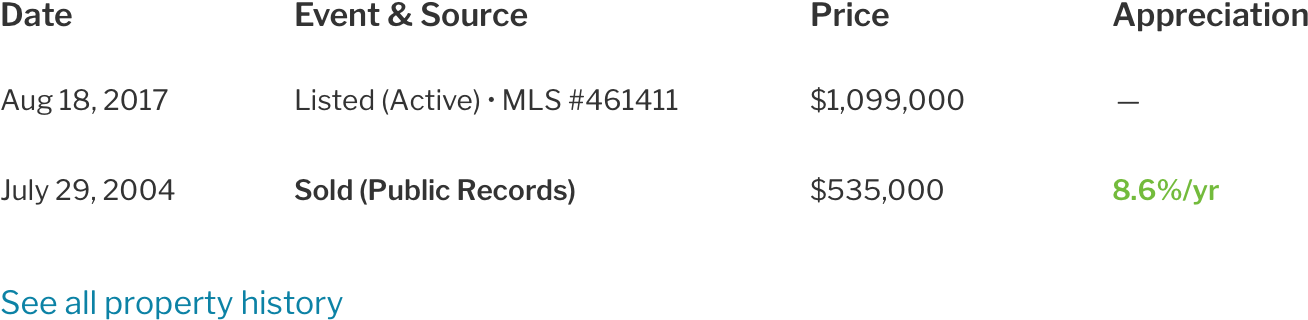 Date Event & Source Price Appreciation
Aug 18, 2017 Listed (Active) • MLS #461411 $1,099,000 —
July 29, 2004 Sold (Public Records) $535,000 8.6%/yr
See all property history